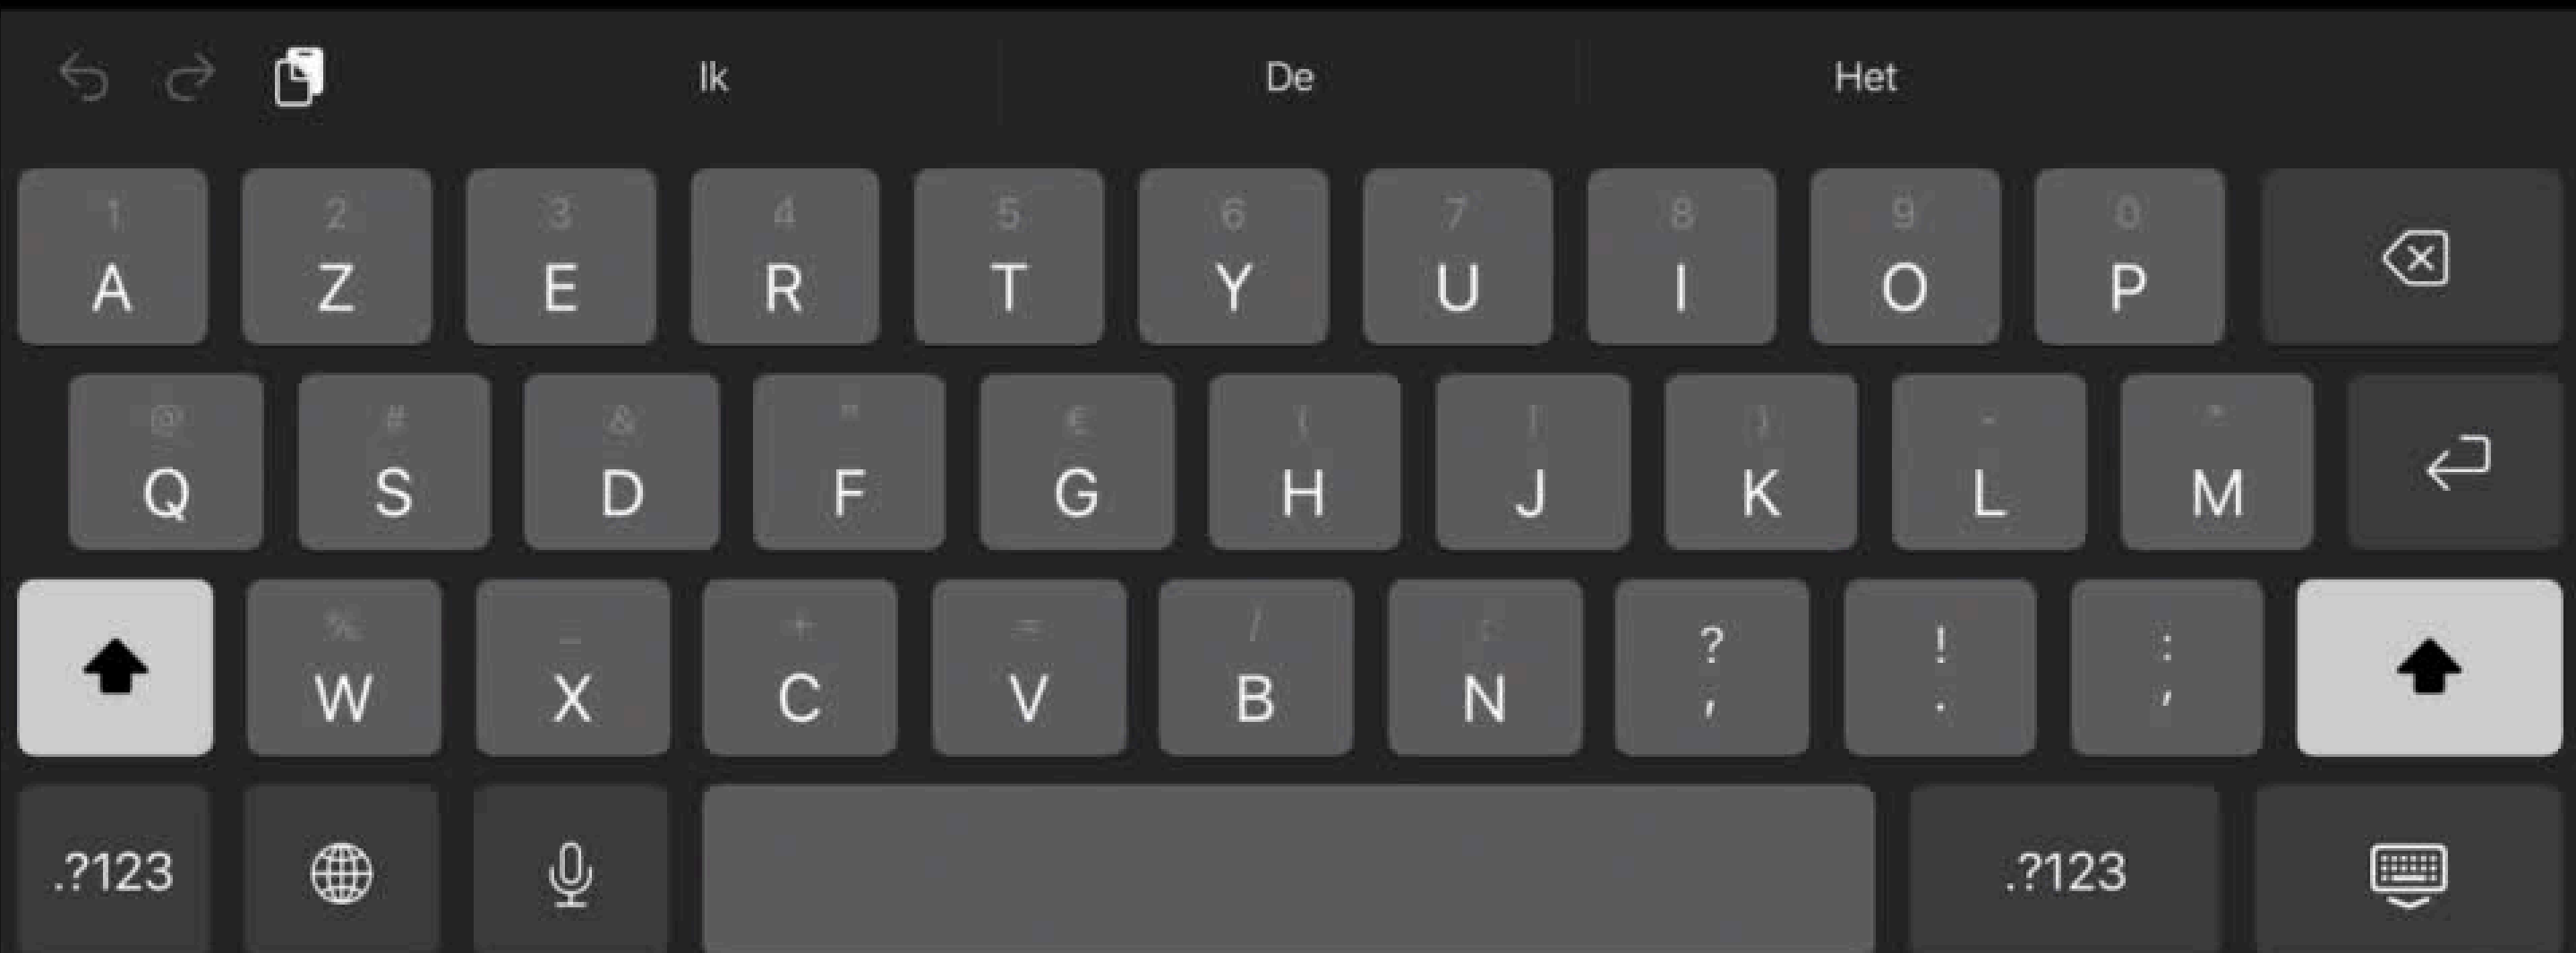 Ik De Het
1 2 3 4 5 6 7 8 9 0
A Z E R T Y U I O P
@ # & " € ( ) - *
Q S D F G H J K L M
% _ + = / ? ! :
W X C V B N , . '
.?123 .?123